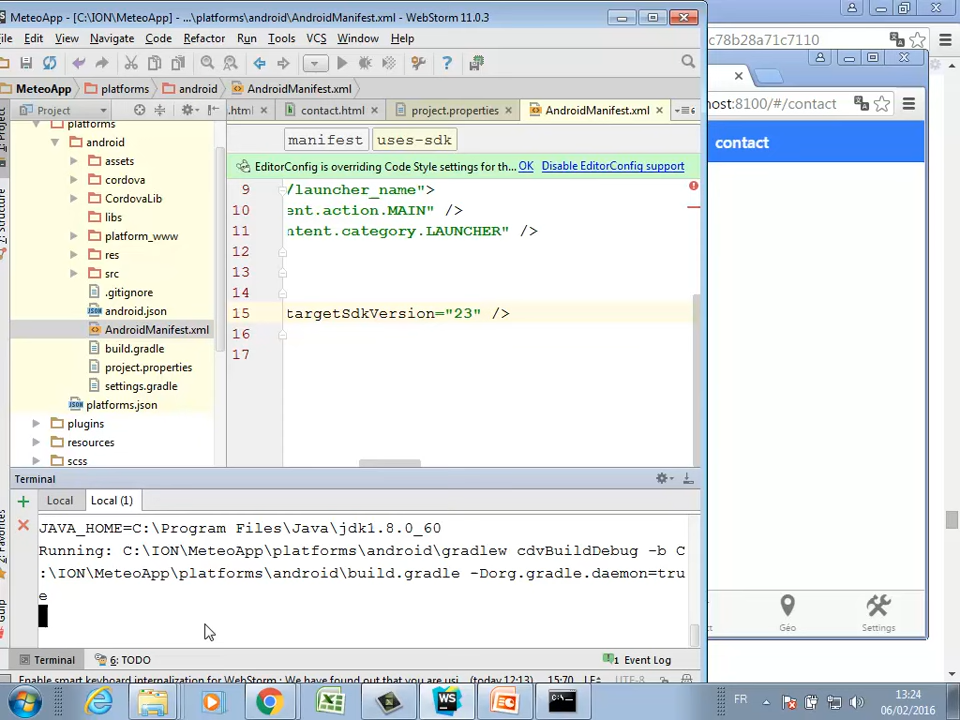 MeteoApp - [C:\ION\MeteoApp] - ...\platforms\android\AndroidManifest.xml - WebStorm 11.0.3
ile Edit View Navigate Code Refactor Run Tools VCS Window Help
MeteoApp platforms android AndroidManifest.xml
Project
.html contact.html project.properties AndroidManifest.xml
manifest uses-sdk
EditorConfig is overriding Code Style settings for th... OK Disable EditorConfig support
platforms
android
assets
cordova
CordovaLib
libs
platform_www
res
src
.gitignore
android.json
AndroidManifest.xml
build.gradle
project.properties
settings.gradle
platforms.json
plugins
resources
scss
9 /launcher_name">
10 ent.action.MAIN" />
11 ntent.category.LAUNCHER" />
12
13
14
15 targetSdkVersion="23" />
16
17
Terminal
Local Local (1)
JAVA_HOME=C:\Program Files\Java\jdk1.8.0_60
Running: C:\ION\MeteoApp\platforms\android\gradlew cdvBuildDebug -b C
:\ION\MeteoApp\platforms\android\build.gradle -Dorg.gradle.daemon=tru
e
Terminal 6: TODO 1 Event Log
Enable smart keyboard internalization for WebStorm.: We have found out that you are usi... (today 12:13) 15:70 LF÷ UTF-8
c78b28a71c7110
host:8100/#/contact
contact
Géo
Settings
FR
13:24
06/02/2016